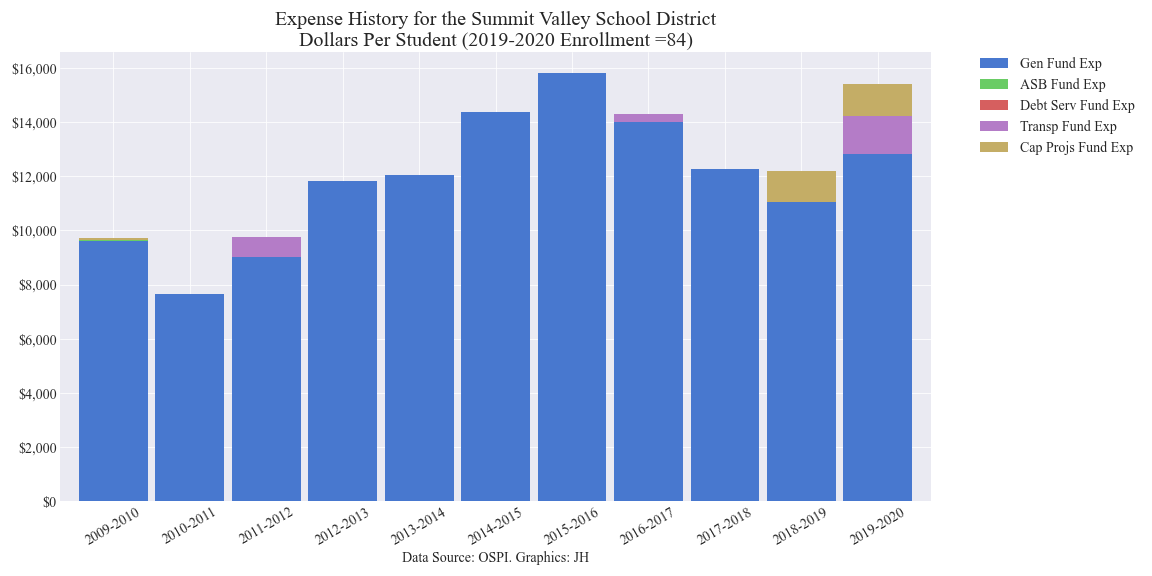 Expense History for the Summit Valley School District
Dollars Per Student (2019-2020 Enrollment =84)
$16,000
$14,000
$12,000
$10,000
$8,000
$6,000
$4,000
$2,000
$0
2009-2010
2010-2011
2011-2012
2012-2013
2013-2014
2014-2015
2015-2016
2016-2017
2017-2018
2018-2019
2019-2020
Data Source: OSPI. Graphics: JH
Gen Fund Exp
ASB Fund Exp
Debt Serv Fund Exp
Transp Fund Exp
Cap Projs Fund Exp